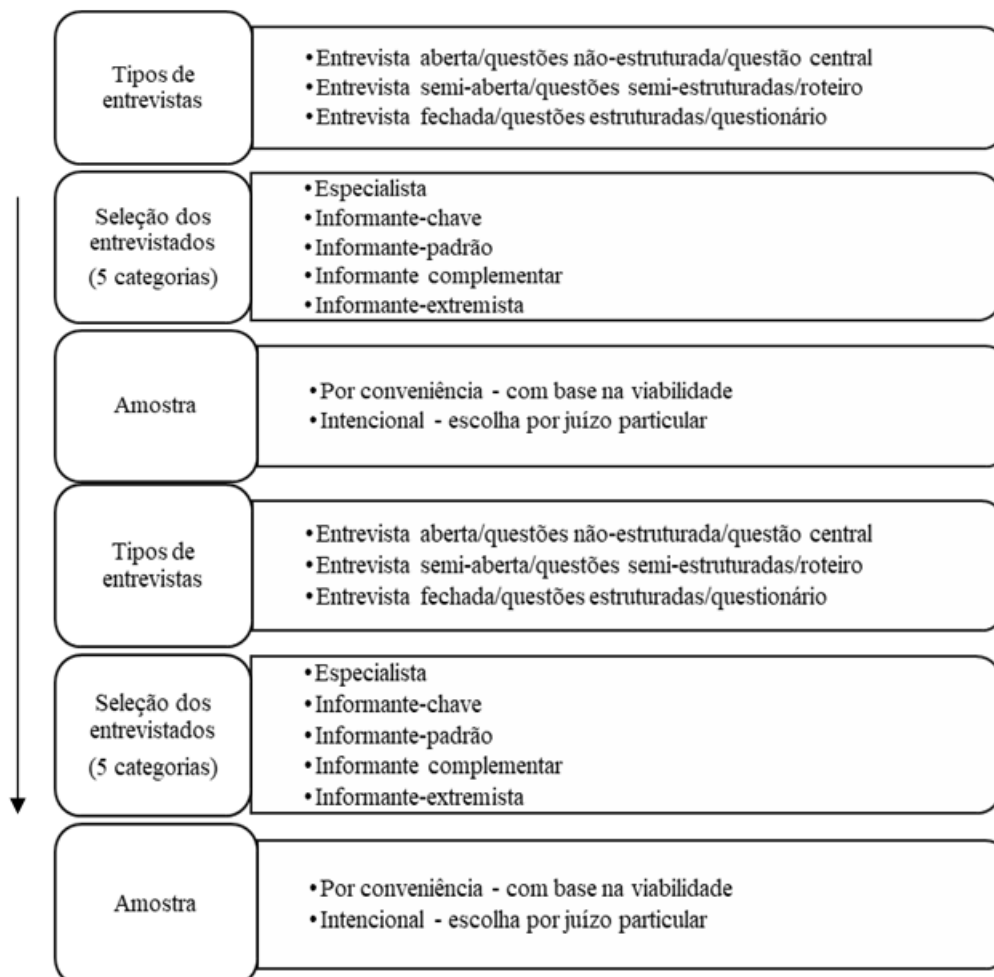 Tipos de
entrevistas
•Entrevista aberta/questões não-estruturada/questão central
•Entrevista semi-aberta/questões semi-estruturadas/roteiro
•Entrevista fechada/questões estruturadas/questionário
Seleção dos
entrevistados
(5 categorias)
•Especialista
•Informante-chave
•Informante-padrão
•Informante complementar
•Informante-extremista
Amostra
•Por conveniência - com base na viabilidade
•Intencional - escolha por juízo particular
Tipos de
entrevistas
•Entrevista aberta/questões não-estruturada/questão central
•Entrevista semi-aberta/questões semi-estruturadas/roteiro
•Entrevista fechada/questões estruturadas/questionário
Seleção dos
entrevistados
(5 categorias)
•Especialista
•Informante-chave
•Informante-padrão
•Informante complementar
•Informante-extremista
Amostra
•Por conveniência - com base na viabilidade
•Intencional - escolha por juízo particular